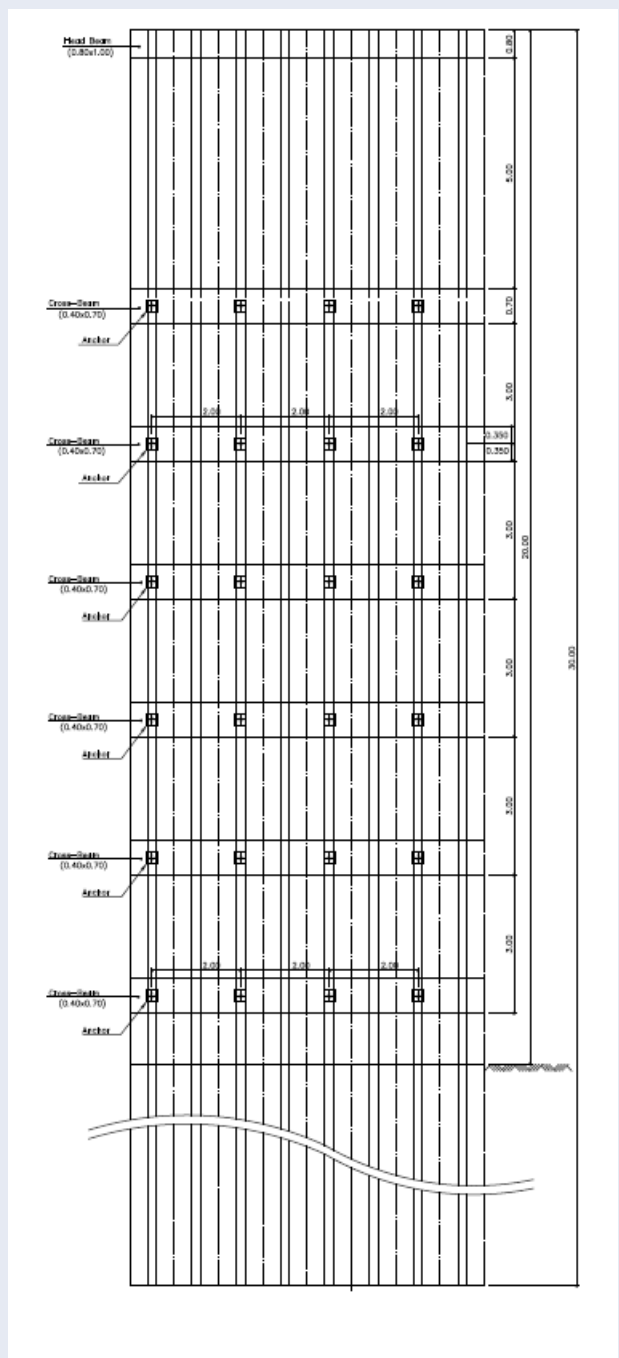 Head Beam
(0.80x1.00)
0.80
5.00
Cross-Beam
(0.40x0.70)
Anchor
0.70
3.00
2.00
2.00
2.00
Cross-Beam
(0.40x0.70)
Anchor
0.350
0.350
3.00
20.00
Cross-Beam
(0.40x0.70)
Anchor
3.00
30.00
Cross-Beam
(0.40x0.70)
Anchor
3.00
Cross-Beam
(0.40x0.70)
Anchor
3.00
2.00
2.00
2.00
Cross-Beam
(0.40x0.70)
Anchor